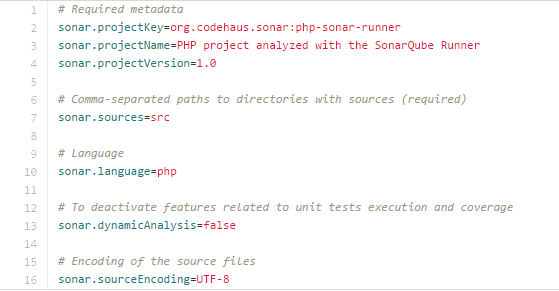 1 # Required metadata
2 sonar.projectKey=org.codehaus.sonar:php-sonar-runner
3 sonar.projectName=PHP project analyzed with the SonarQube Runner
4 sonar.projectVersion=1.0
5
6 # Comma-separated paths to directories with sources (required)
7 sonar.sources=src
8
9 # Language
10 sonar.language=php
11
12 # To deactivate features related to unit tests execution and coverage
13 sonar.dynamicAnalysis=false
14
15 # Encoding of the source files
16 sonar.sourceEncoding=UTF-8